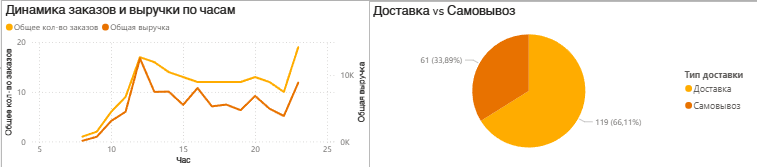 Динамика заказов и выручки по часам
Общее кол-во заказов Общая выручка
Общее кол-во заказов
20
10
0
10K
0K
Общая выручка
5 10 15 20 25
Час
Доставка vs Самовывоз
61 (33,89%)
119 (66,11%)
Тип доставки
Доставка
Самовывоз